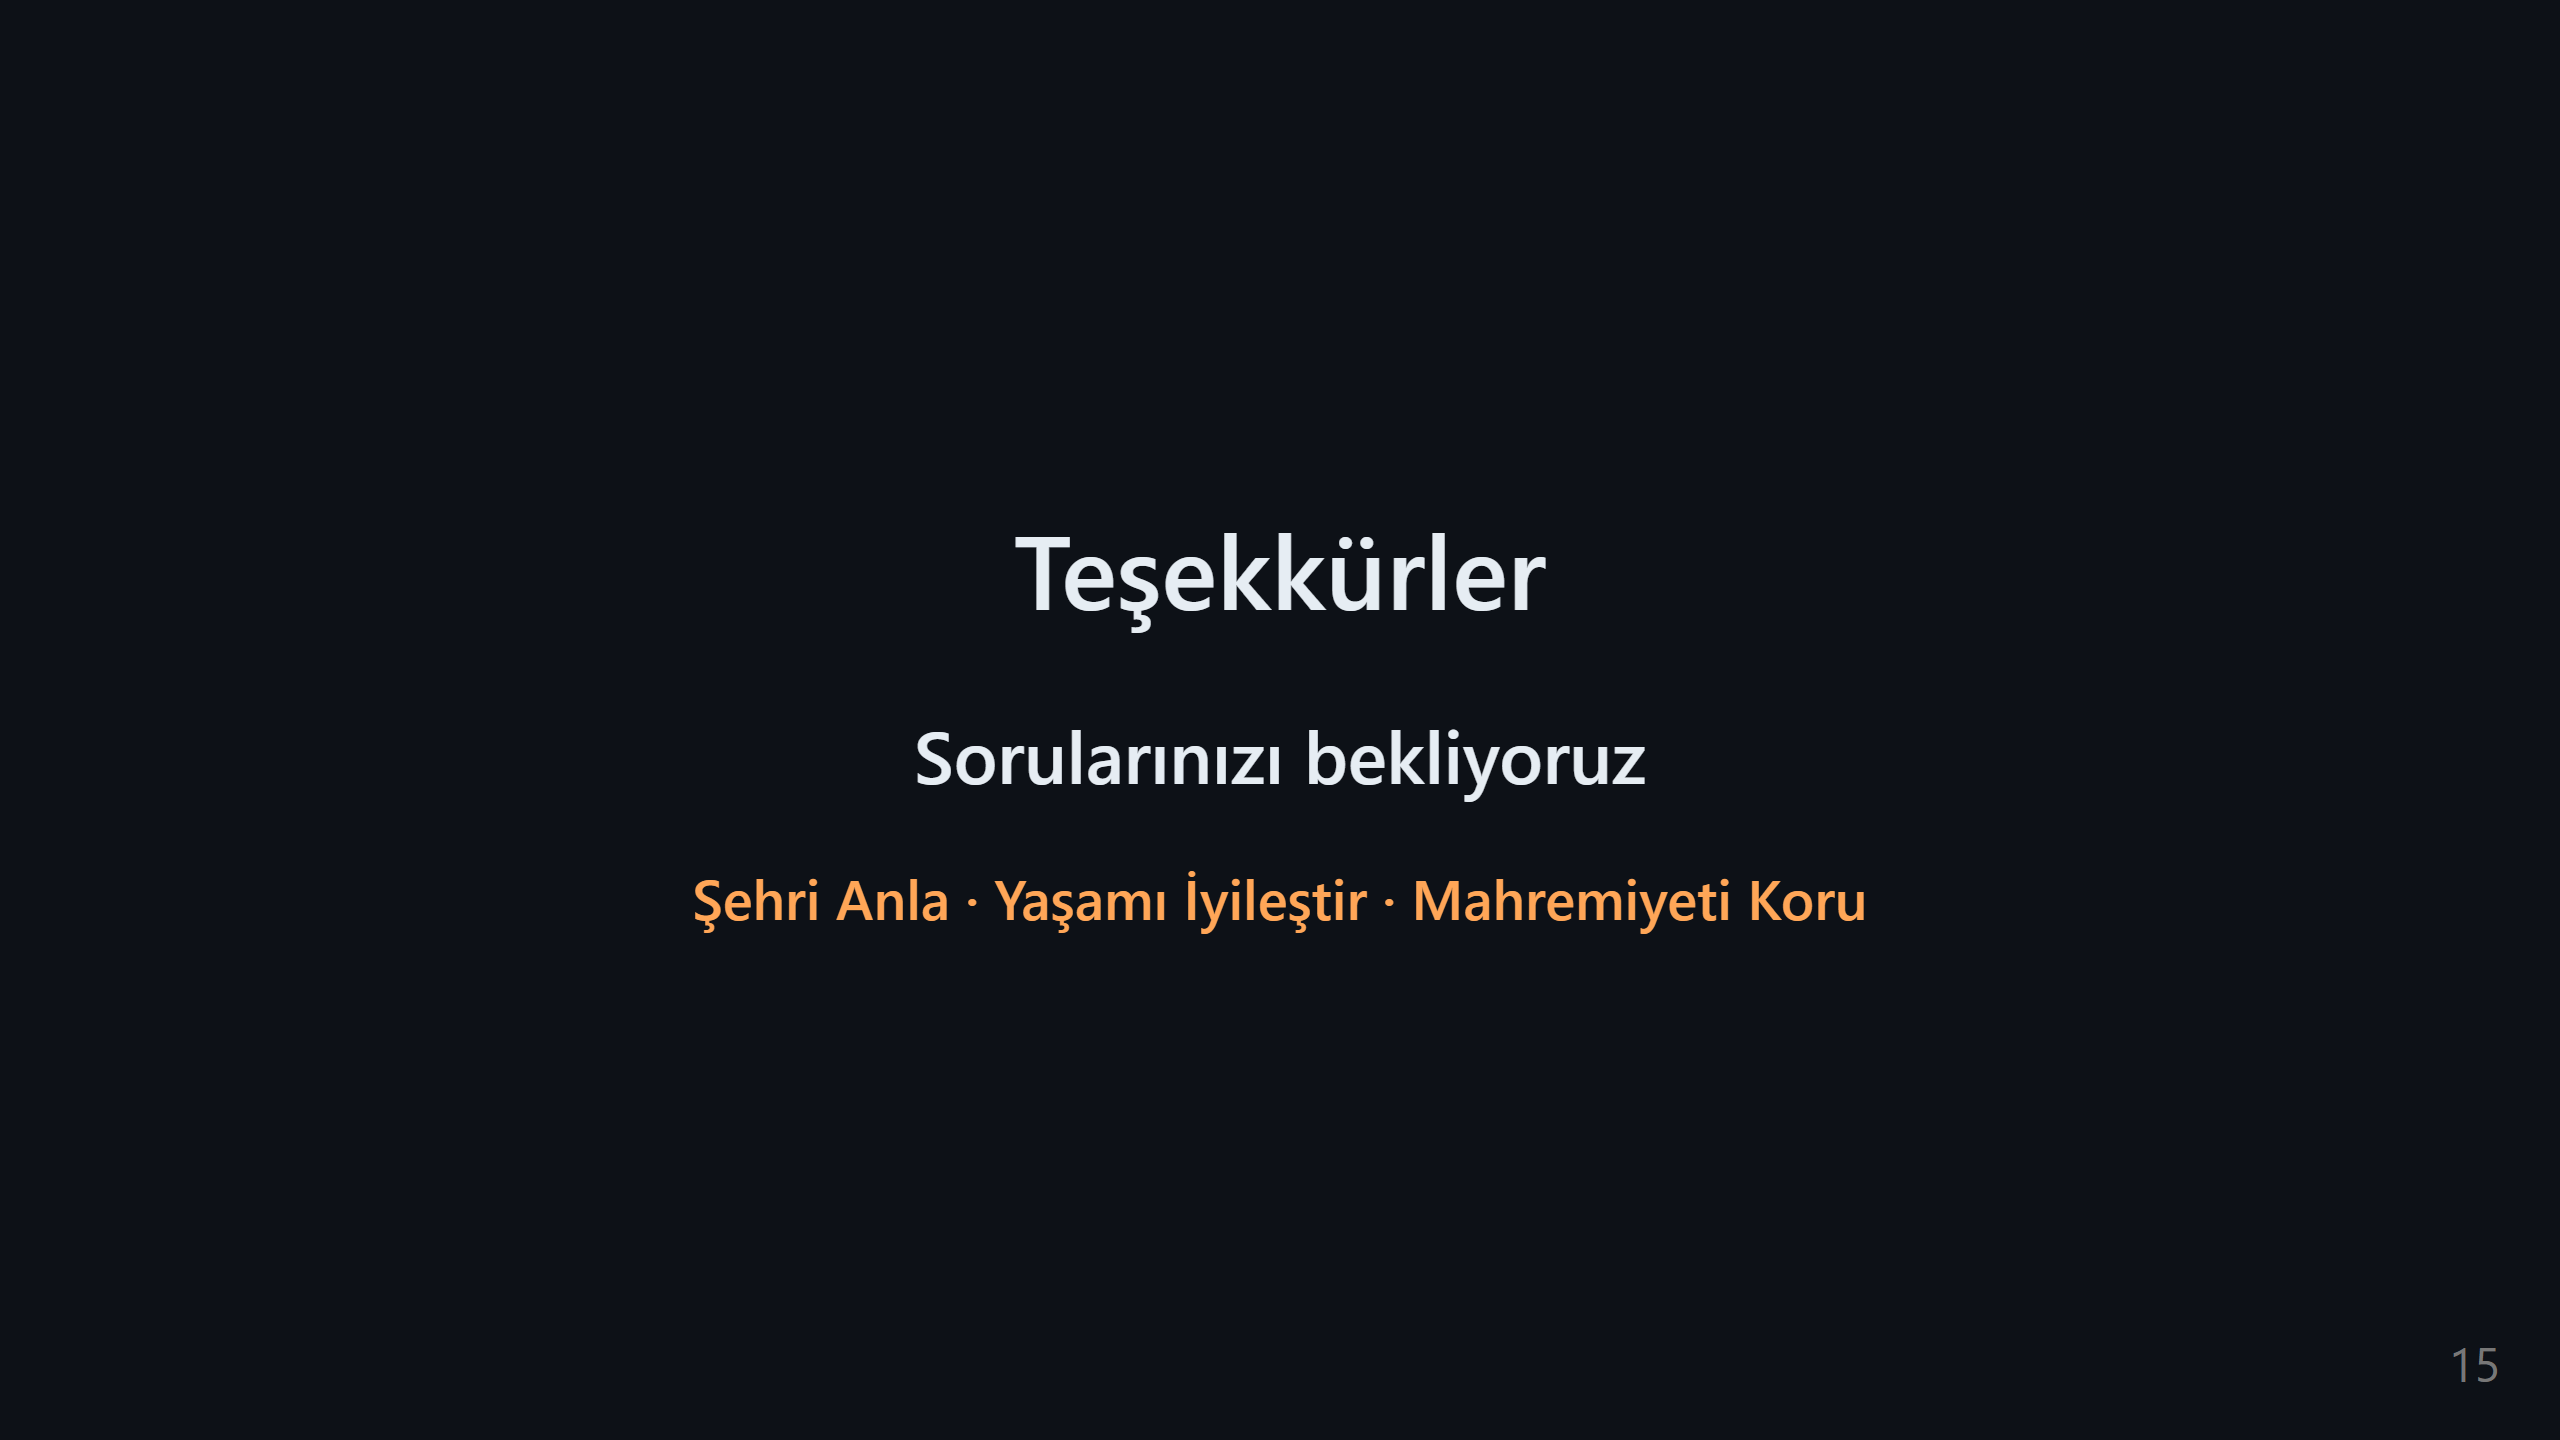 Teşekkürler
Sorularınızı bekliyoruz
Şehri Anla · Yaşamı İyileştir · Mahremiyeti Koru
15